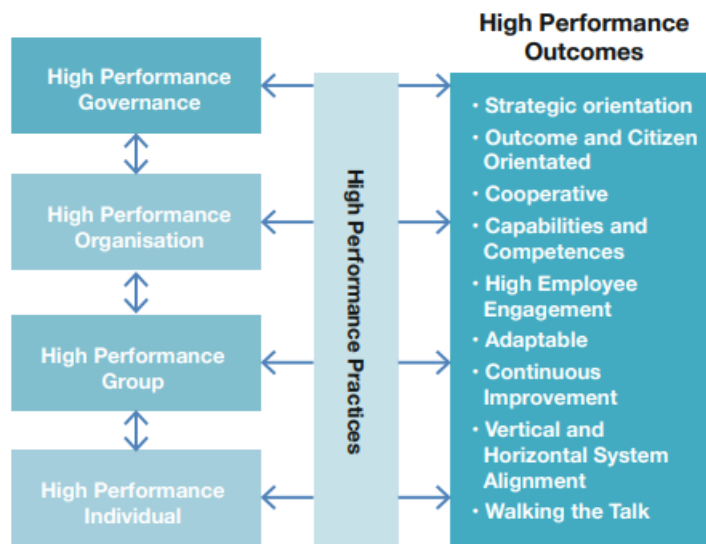 High Performance
Governance
High Performance
Organisation
High Performance
Group
High Performance
Individual
High Performance Practices
High Performance
Outcomes
• Strategic orientation
• Outcome and Citizen
Orientated
• Cooperative
• Capabilities and
Competences
• High Employee
Engagement
• Adaptable
• Continuous
Improvement
• Vertical and
Horizontal System
Alignment
• Walking the Talk